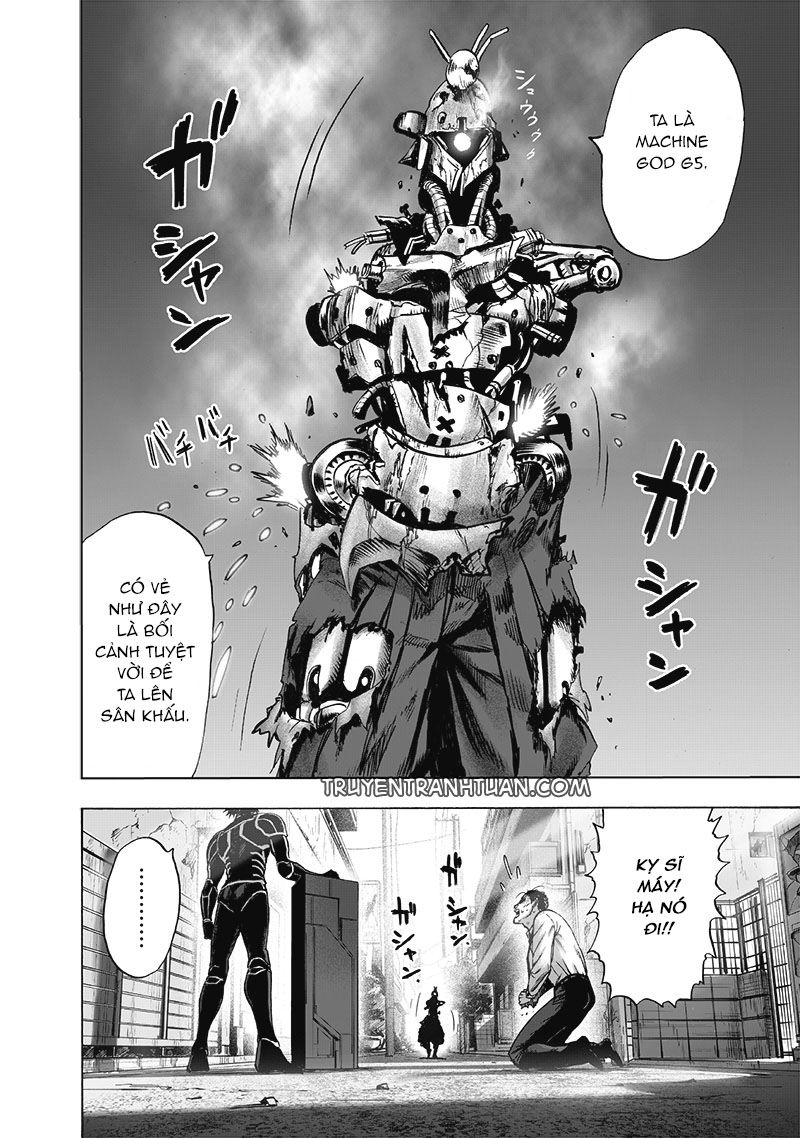 TA LÀ
MACHINE
GOD G5.
ショウウウウ
ガ
シャン
ガ
シャン
バチバチ
CÓ VẺ
NHƯ ĐÂY
LÀ BỐI
CẢNH TUYỆT
VỜI ĐỂ
TA LÊN
SÂN KHẤU.
TRUYENTRANHTUAN.COM
KỴ SĨ
MÁY!
HẠ NÓ
ĐI!!
ガシャン
ガシャン
………